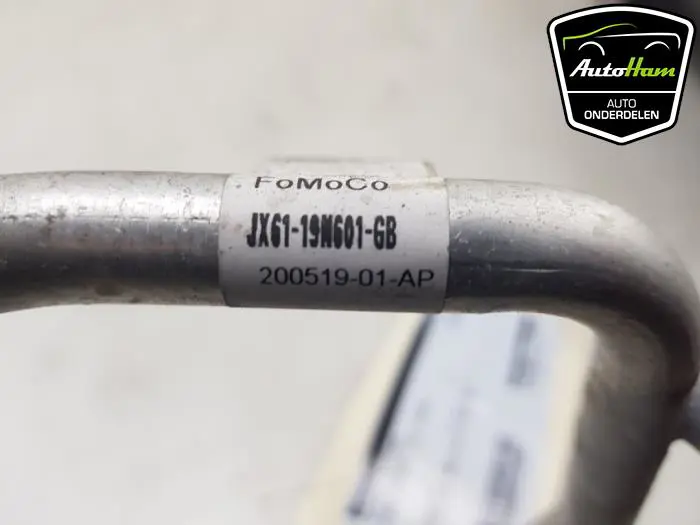 AutoHam
AUTO
ONDERDELEN
FoMoCo
JX61-19N601-GB
200519-01-AP